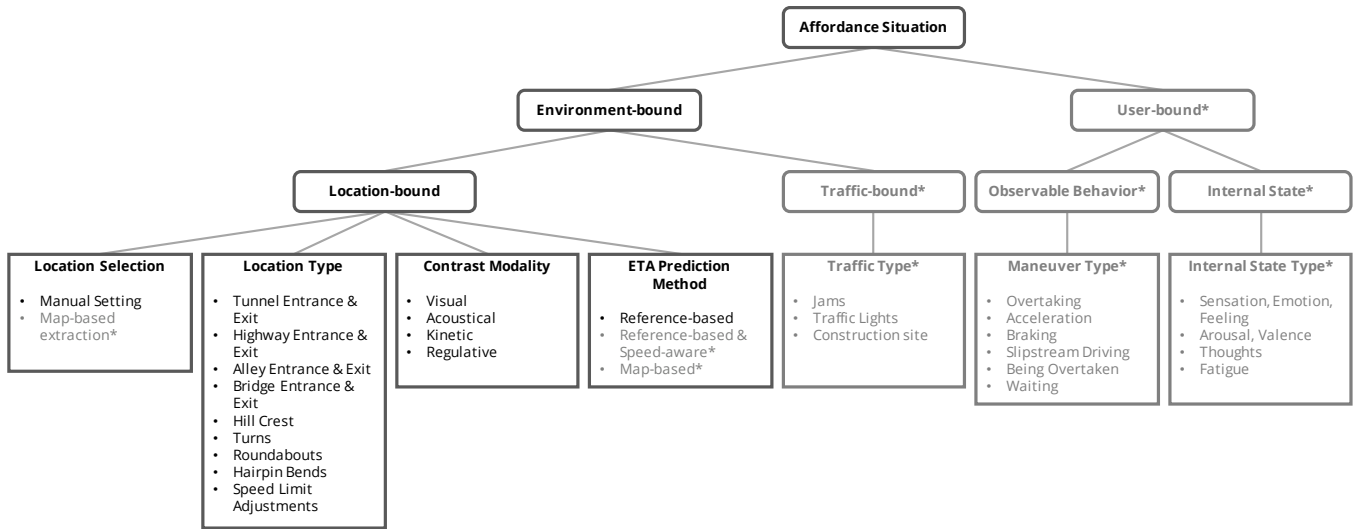 Affordance Situation
Environment-bound
User-bound*
Location-bound
Traffic-bound*
Observable Behavior*
Internal State*
Location Selection
• Manual Setting
• Map-based
extraction*
Location Type
• Tunnel Entrance &
Exit
• Highway Entrance &
Exit
• Alley Entrance & Exit
• Bridge Entrance &
Exit
• Hill Crest
• Turns
• Roundabouts
• Hairpin Bends
• Speed Limit
Adjustments
Contrast Modality
• Visual
• Acoustical
• Kinetic
• Regulative
ETA Prediction
Method
• Reference-based
• Reference-based &
Speed-aware*
• Map-based*
Traffic Type*
• Jams
• Traffic Lights
• Construction site
Maneuver Type*
• Overtaking
• Acceleration
• Braking
• Slipstream Driving
• Being Overtaken
• Waiting
Internal State Type*
• Sensation, Emotion,
Feeling
• Arousal, Valence
• Thoughts
• Fatigue